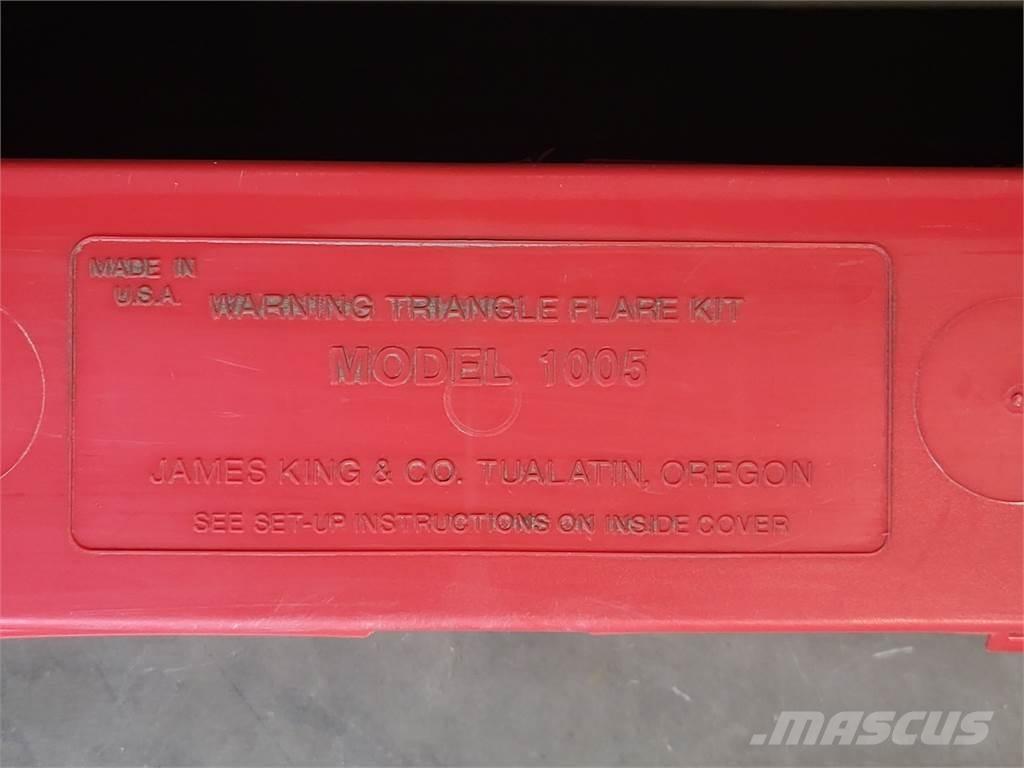 MADE IN
U.S.A.
WARNING TRIANGLE FLARE KIT
MODEL 1005
JAMES KING & CO. TUALATIN, OREGON
SEE SET-UP INSTRUCTIONS ON INSIDE COVER
MASCUS